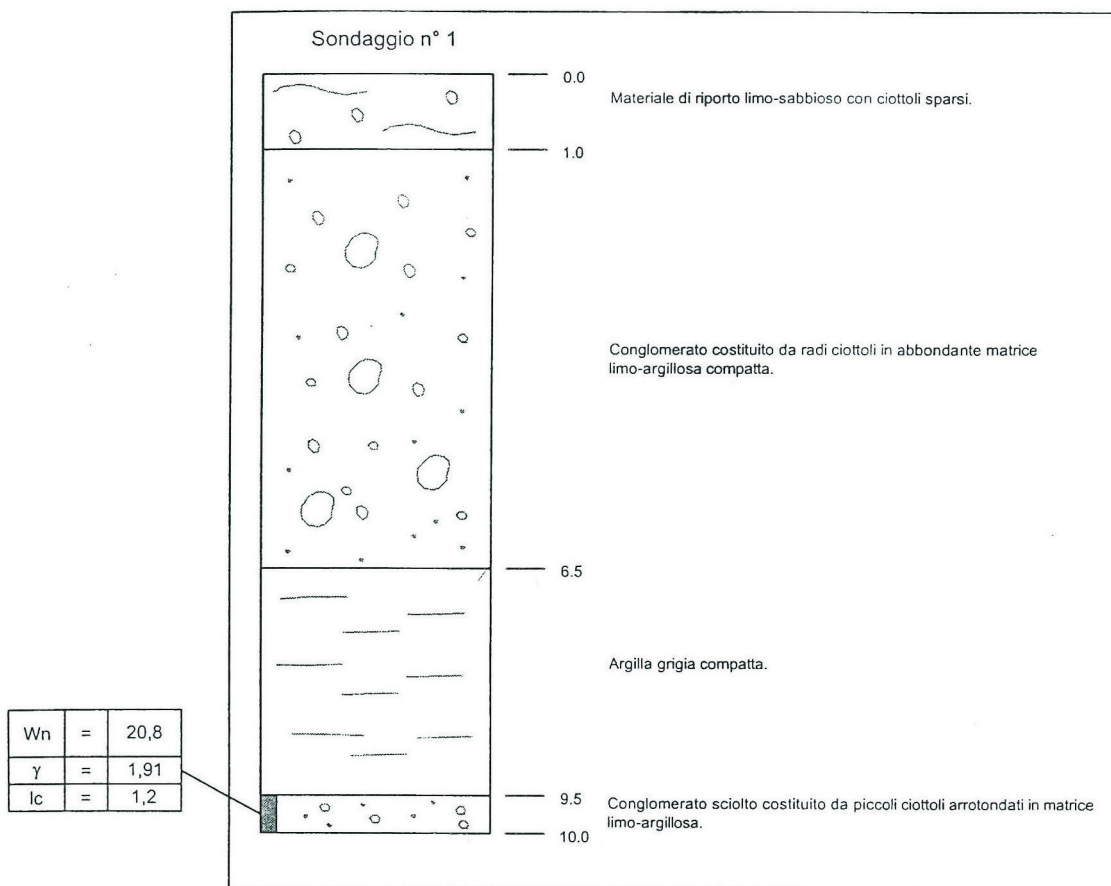 Sondaggio n° 1
0.0
Materiale di riporto limo-sabbioso con ciottoli sparsi.
1.0
Conglomerato costituito da radi ciottoli in abbondante matrice
limo-argillosa compatta.
6.5
Argilla grigia compatta.
Wn = 20,8
γ = 1,91
Ic = 1,2
9.5
Conglomerato sciolto costituito da piccoli ciottoli arrotondati in matrice
limo-argillosa.
10.0